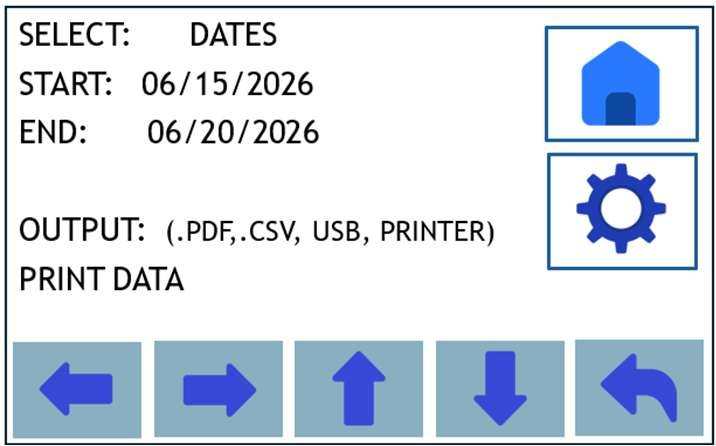 SELECT: DATES
START: 06/15/2026
END: 06/20/2026
OUTPUT: (.PDF,.CSV, USB, PRINTER)
PRINT DATA